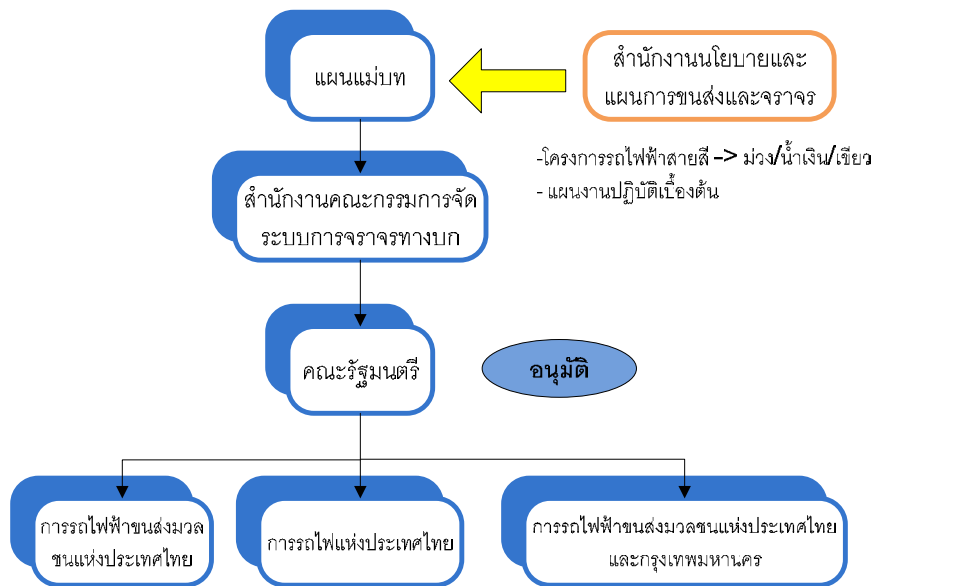 แผนแม่บท
สำนักงานนโยบายและ
แผนการขนส่งและจราจร
-โครงการรถไฟฟ้าสายสี -> ม่วง/น้ำเงิน/เขียว
- แผนงานปฏิบัติเบื้องต้น
สำนักงานคณะกรรมการจัด
ระบบการจราจรทางบก
คณะรัฐมนตรี
อนุมัติ
การรถไฟฟ้าขนส่งมวล
ชนแห่งประเทศไทย
การรถไฟแห่งประเทศไทย
การรถไฟฟ้าขนส่งมวลชนแห่งประเทศไทย
และกรุงเทพมหานคร